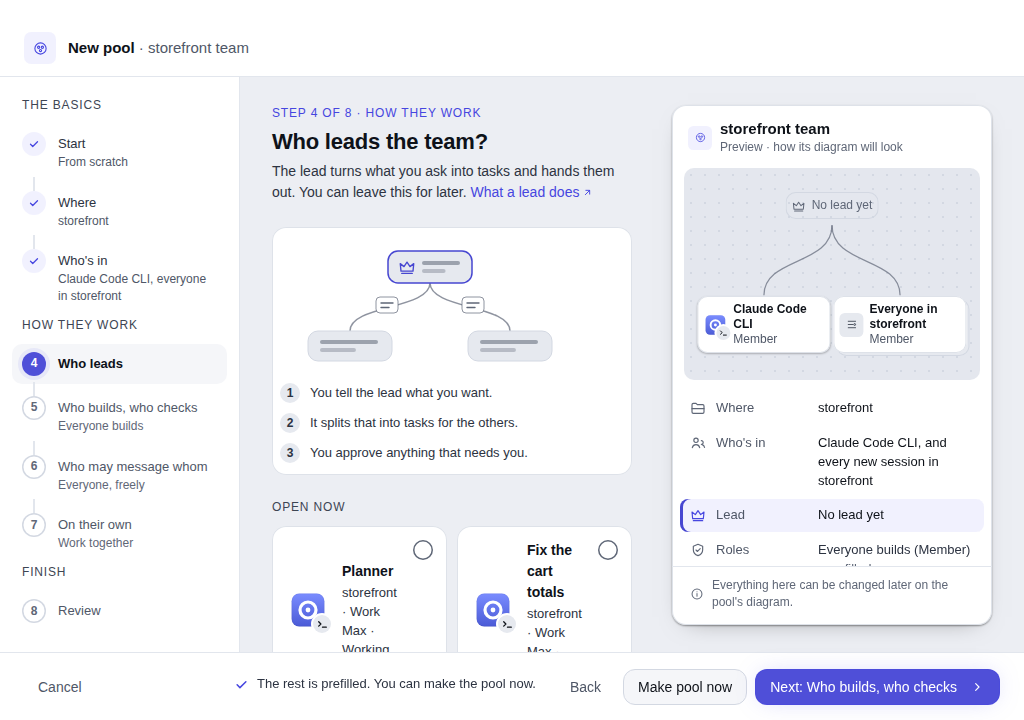 New pool · storefront team
THE BASICS
Start
From scratch
Where
storefront
Who's in
Claude Code CLI, everyone
in storefront
HOW THEY WORK
4
Who leads
5
Who builds, who checks
Everyone builds
6
Who may message whom
Everyone, freely
7
On their own
Work together
FINISH
8
Review
STEP 4 OF 8 · HOW THEY WORK
Who leads the team?
The lead turns what you ask into tasks and hands them
out. You can leave this for later. What a lead does
1 You tell the lead what you want.
2 It splits that into tasks for the others.
3 You approve anything that needs you.
OPEN NOW
Planner
storefront
· Work
Max ·
Working
Fix the
cart
totals
storefront
· Work
Max
storefront team
Preview · how its diagram will look
No lead yet
Claude Code
CLI
Member
Everyone in
storefront
Member
Where storefront
Who's in Claude Code CLI, and
every new session in
storefront
Lead No lead yet
Roles Everyone builds (Member)
Everything here can be changed later on the
pool's diagram.
Cancel
The rest is prefilled. You can make the pool now.
Back
Make pool now
Next: Who builds, who checks